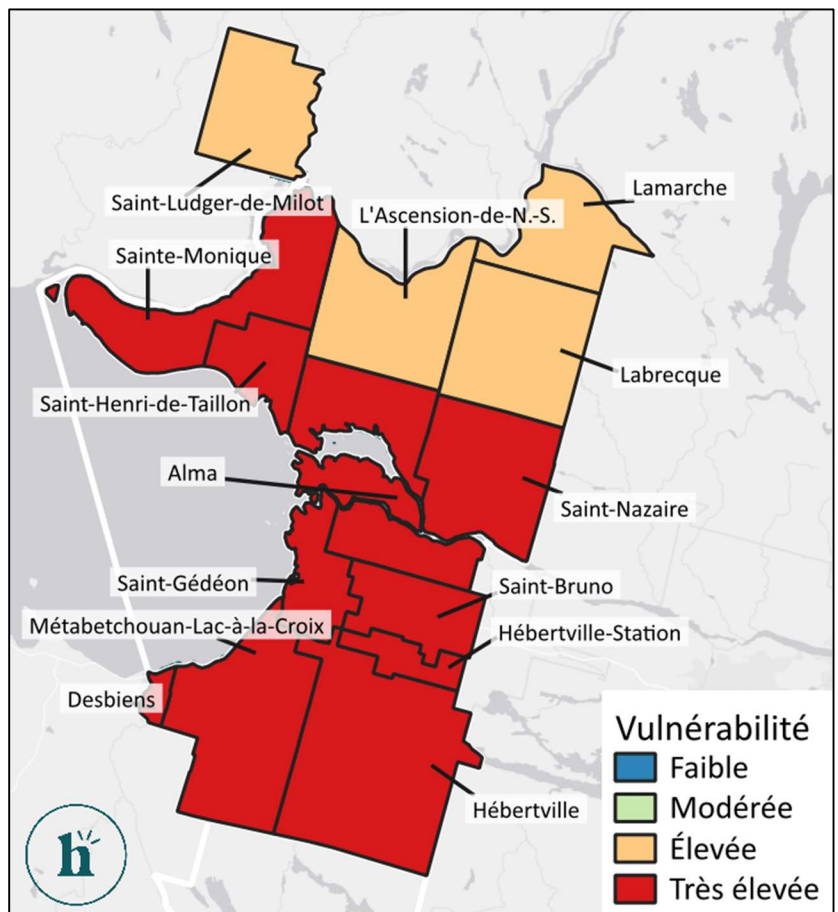 Saint-Ludger-de-Milot
Lamarche
L'Ascension-de-N.-S.
Sainte-Monique
Labrecque
Saint-Henri-de-Taillon
Alma
Saint-Nazaire
Saint-Gédéon
Saint-Bruno
Métabetchouan-Lac-à-la-Croix
Hébertville-Station
Desbiens
Hébertville
Vulnérabilité
Faible
Modérée
Élevée
Très élevée
h